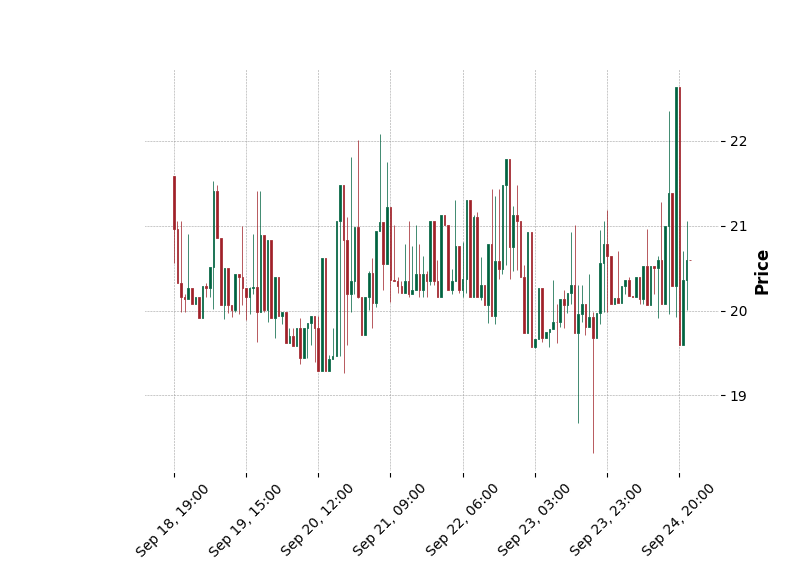 22
21
20
19
Price
Sep 18, 19:00
Sep 19, 15:00
Sep 20, 12:00
Sep 21, 09:00
Sep 22, 06:00
Sep 23, 03:00
Sep 23, 23:00
Sep 24, 20:00